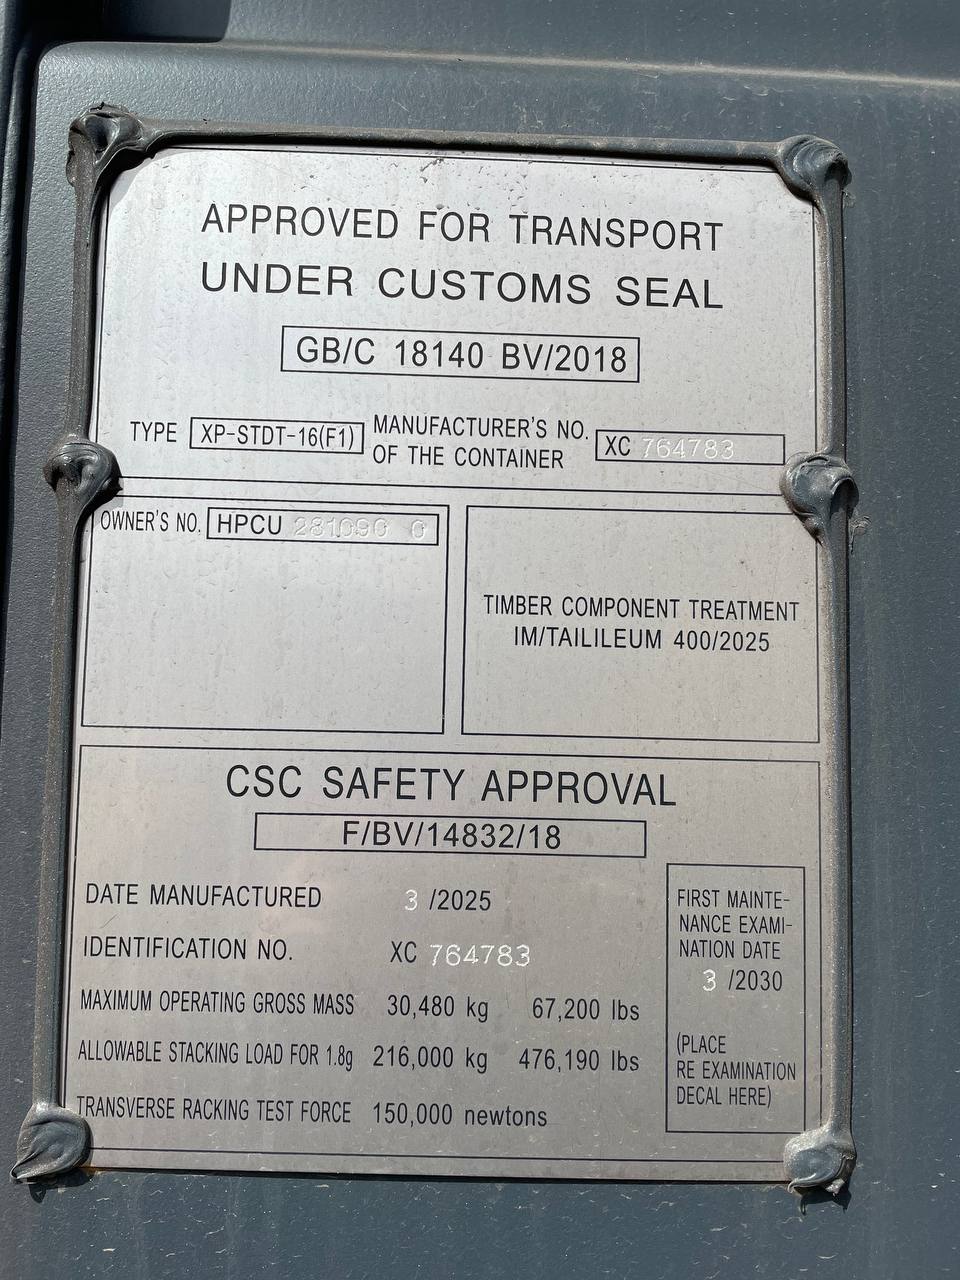 APPROVED FOR TRANSPORT
UNDER CUSTOMS SEAL
GB/C 18140 BV/2018
TYPE XP-STDT-16(F1) MANUFACTURER'S NO. OF THE CONTAINER XC 764783
OWNER'S NO. HPCU 281090 0
TIMBER COMPONENT TREATMENT
IM/TAILILEUM 400/2025
CSC SAFETY APPROVAL
F/BV/14832/18
DATE MANUFACTURED 3 /2025
IDENTIFICATION NO. XC 764783
MAXIMUM OPERATING GROSS MASS 30,480 kg 67,200 lbs
ALLOWABLE STACKING LOAD FOR 1.8g 216,000 kg 476,190 lbs
TRANSVERSE RACKING TEST FORCE 150,000 newtons
FIRST MAINTE-
NANCE EXAMI-
NATION DATE
3 /2030
(PLACE
RE EXAMINATION
DECAL HERE)